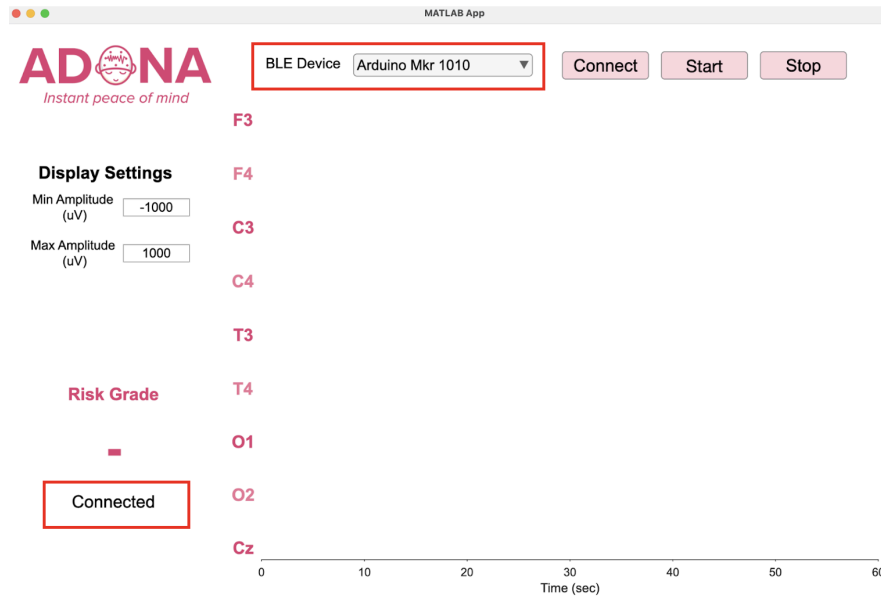 MATLAB App
ADONA
Instant peace of mind
BLE Device Arduino Mkr 1010 Connect Start Stop
Display Settings
Min Amplitude
(uV)
-1000
Max Amplitude
(uV)
1000
Risk Grade
-
Connected
F3
F4
C3
C4
T3
T4
O1
O2
Cz
0 10 20 30 40 50 60
Time (sec)